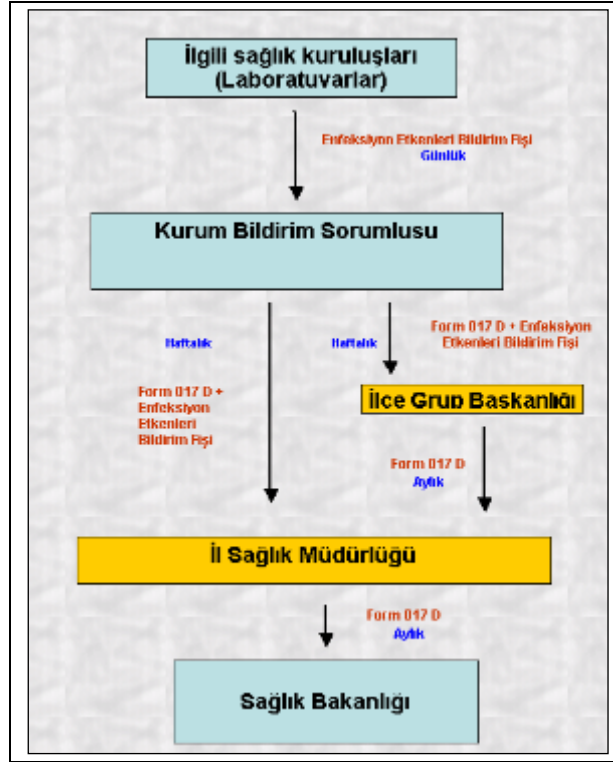 İlgili sağlık kuruluşları
(Laboratuvarlar)
Enfeksiyon Etkenleri Bildirim Fişi
Günlük
Kurum Bildirim Sorumlusu
Haftalık
Haftalık
Form 017 D + Enfeksiyon
Etkenleri Bildirim Fişi
Form 017 D +
Enfeksiyon
Etkenleri
Bildirim Fişi
İlce Grup Baskanlığı
Form 017 D
Aylık
İl Sağlık Müdürlüğü
Form 017 D
Aylık
Sağlık Bakanlığı